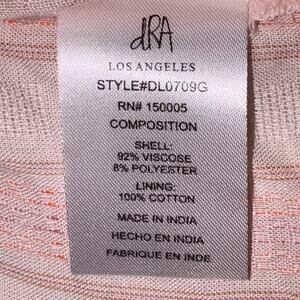 dRA
LOS ANGELES
STYLE#DL0709G
RN# 150005
COMPOSITION
SHELL:
92% VISCOSE
8% POLYESTER
LINING:
100% COTTON
MADE IN INDIA
HECHO EN INDIA
FABRIQUE EN INDE